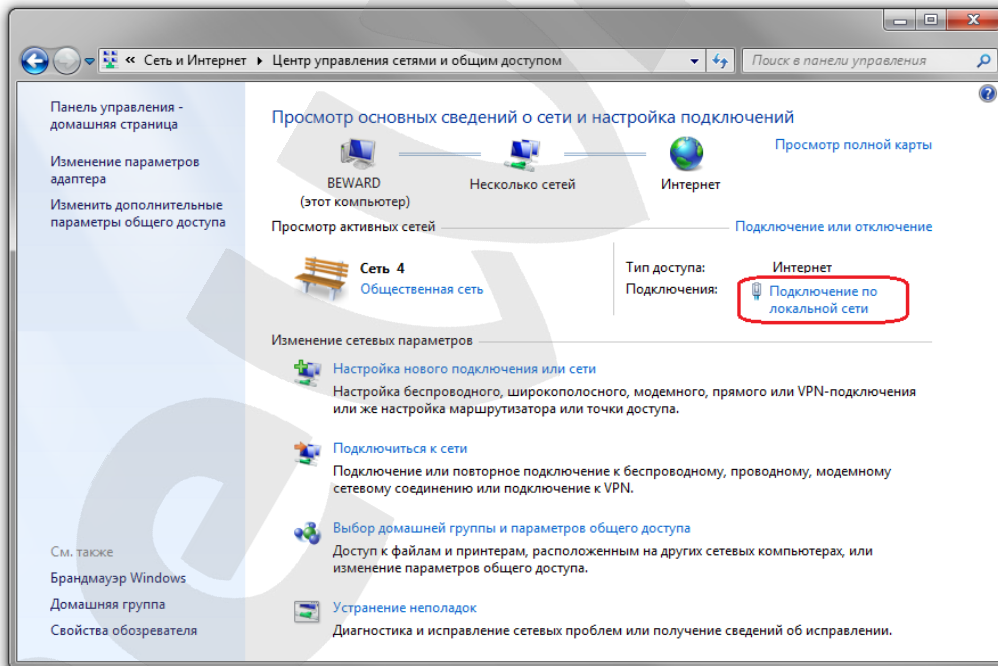 « Сеть и Интернет ▸ Центр управления сетями и общим доступом
Поиск в панели управления
Панель управления -
домашняя страница
Изменение параметров
адаптера
Изменить дополнительные
параметры общего доступа
См. также
Брандмауэр Windows
Домашняя группа
Свойства обозревателя
Просмотр основных сведений о сети и настройка подключений
BEWARD
(этот компьютер)
Несколько сетей
Интернет
Просмотр полной карты
Просмотр активных сетей
Подключение или отключение
Сеть 4
Общественная сеть
Тип доступа: Интернет
Подключения: Подключение по
локальной сети
Изменение сетевых параметров
Настройка нового подключения или сети
Настройка беспроводного, широкополосного, модемного, прямого или VPN-подключения
или же настройка маршрутизатора или точки доступа.
Подключиться к сети
Подключение или повторное подключение к беспроводному, проводному, модемному
сетевому соединению или подключение к VPN.
Выбор домашней группы и параметров общего доступа
Доступ к файлам и принтерам, расположенным на других сетевых компьютерах, или
изменение параметров общего доступа.
Устранение неполадок
Диагностика и исправление сетевых проблем или получение сведений об исправлении.